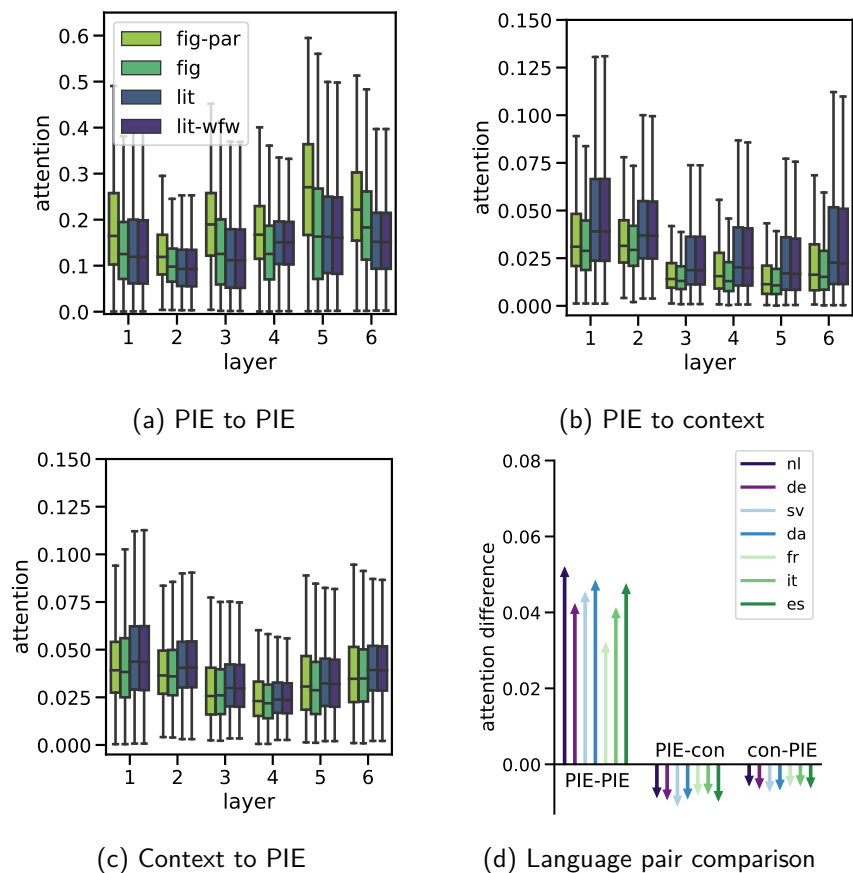 0.6
0.5
0.4
0.3
0.2
0.1
0.0
attention
fig-par
fig
lit
lit-wfw
1 2 3 4 5 6
layer
(a) PIE to PIE
0.150
0.125
0.100
0.075
0.050
0.025
0.000
attention
1 2 3 4 5 6
layer
(b) PIE to context
0.150
0.125
0.100
0.075
0.050
0.025
0.000
attention
1 2 3 4 5 6
layer
(c) Context to PIE
0.08
0.06
0.04
0.02
0.00
attention difference
nl
de
sv
da
fr
it
es
PIE-PIE
PIE-con
con-PIE
(d) Language pair comparison